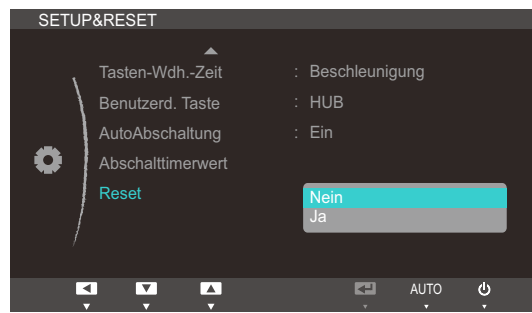 SETUP&RESET
Tasten-Wdh.-Zeit : Beschleunigung
Benutzerd. Taste : HUB
AutoAbschaltung : Ein
Abschalttimerwert
Reset Nein
Ja
AUTO